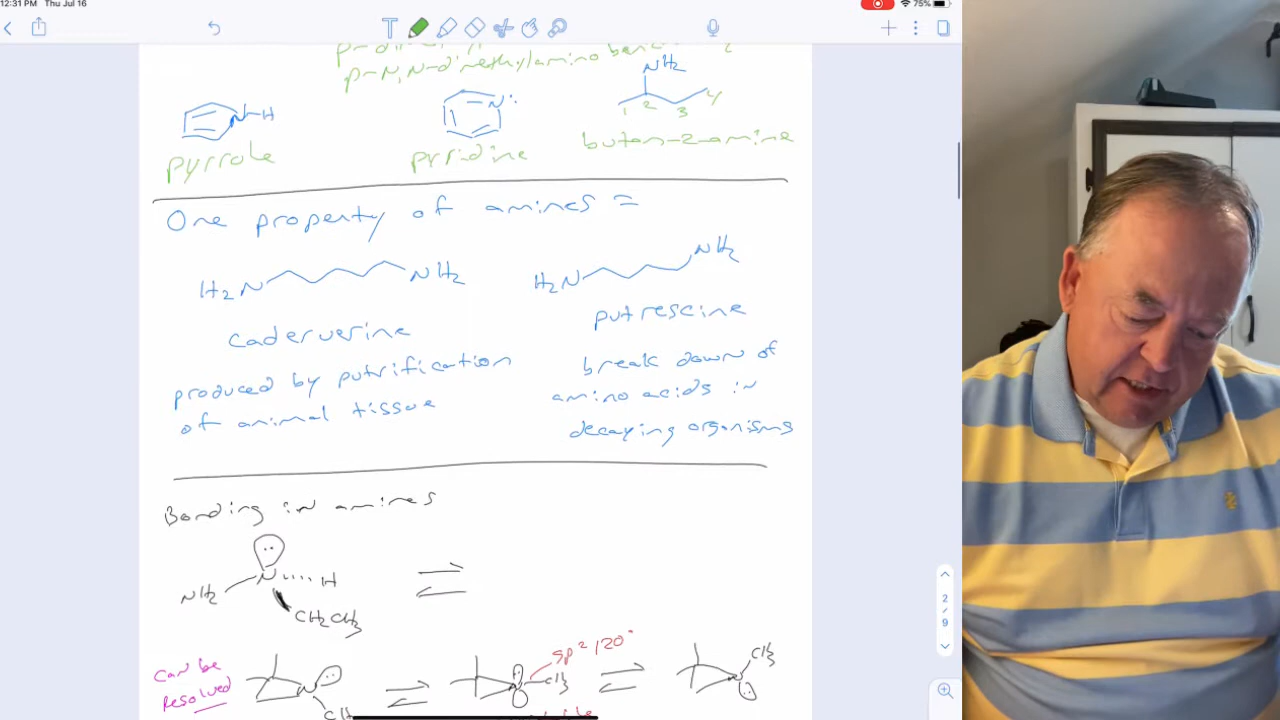 12:31 PM Thu Jul 16
75%
p-N,N-dimethylamino
NH2
N-H
N:
1 2 3 4
pyrrole
pyridine
butan-2-amine
One property of amines =
H2N NH2
H2N NH2
caderverine
putrescine
produced by putrification
of animal tissue
break down of
amino acids in
decaying organisms
Bonding in amines
NH2 N H
CH2CH3
2/9
Can be
Resolved
N
CH3
sp2 120°
CH3